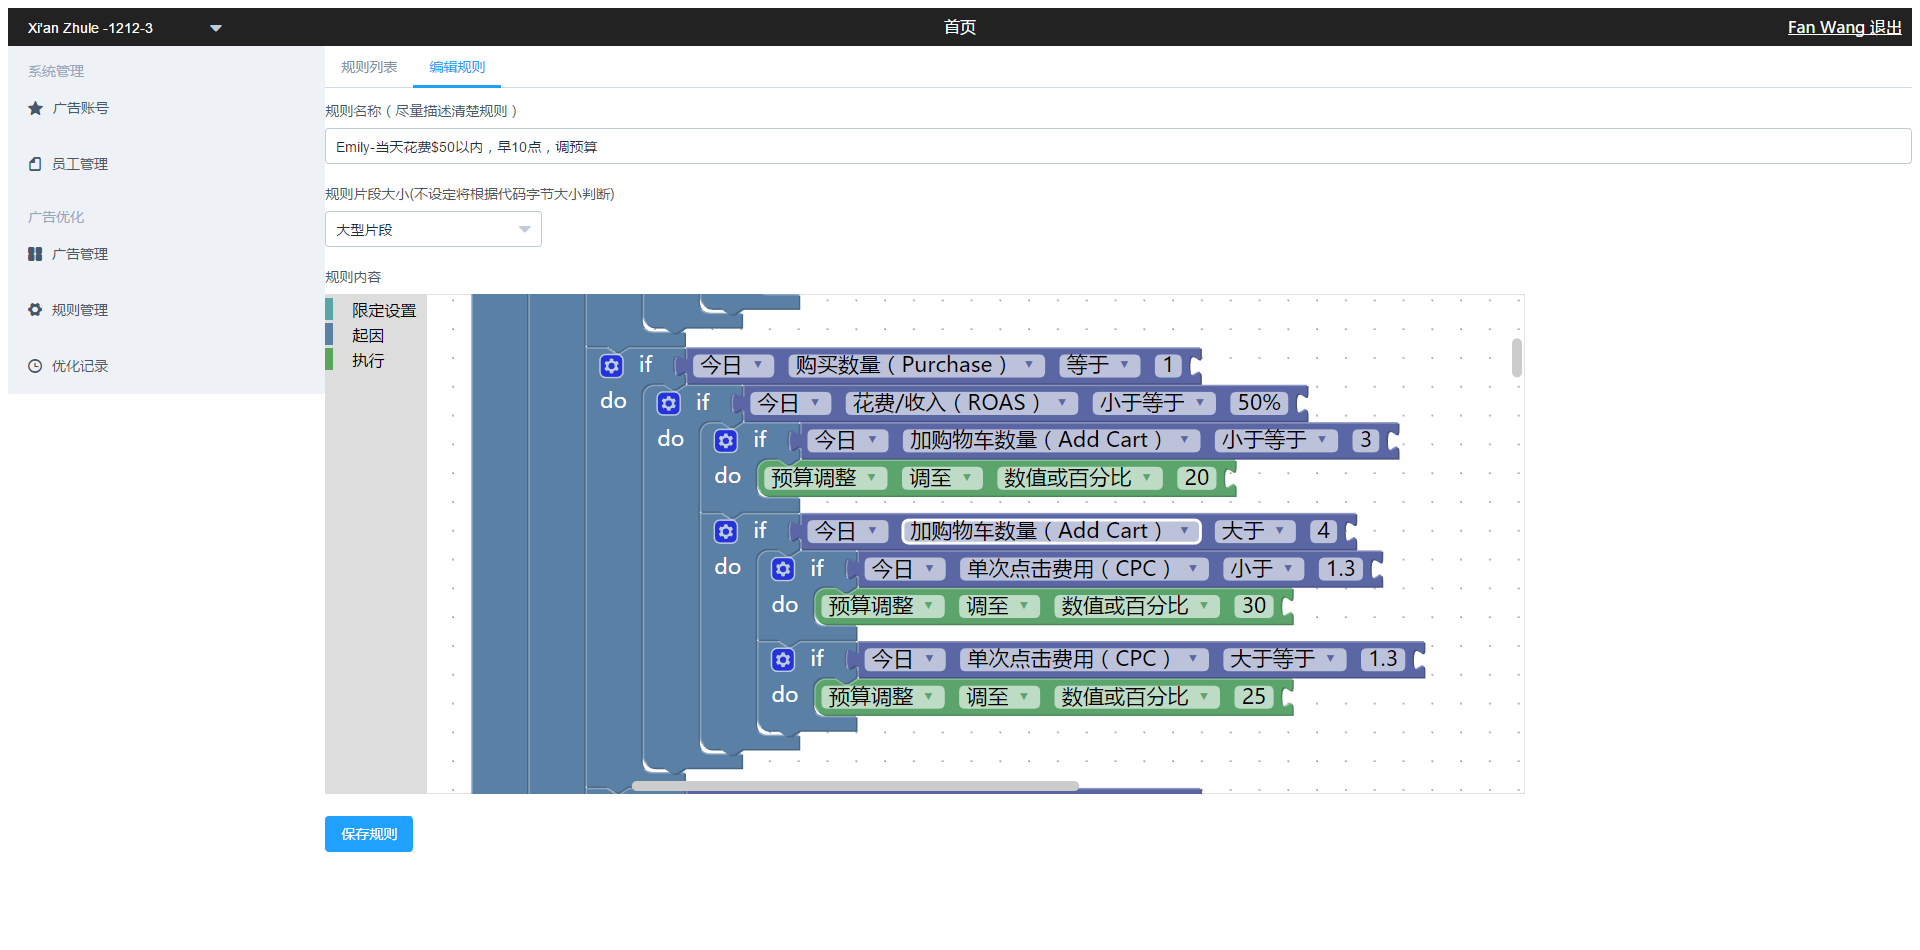 Xi'an Zhule -1212-3
首页
Fan Wang 退出
系统管理
广告账号
员工管理
广告优化
广告管理
规则管理
优化记录
规则列表 编辑规则
规则名称（尽量描述清楚规则）
Emily-当天花费$50以内，早10点，调预算
规则片段大小(不设定将根据代码字节大小判断)
大型片段
规则内容
限定设置
起因
执行
if 今日 购买数量（Purchase） 等于 1
do if 今日 花费/收入（ROAS） 小于等于 50%
do if 今日 加购物车数量（Add Cart） 小于等于 3
do 预算调整 调至 数值或百分比 20
if 今日 加购物车数量（Add Cart） 大于 4
do if 今日 单次点击费用（CPC） 小于 1.3
do 预算调整 调至 数值或百分比 30
if 今日 单次点击费用（CPC） 大于等于 1.3
do 预算调整 调至 数值或百分比 25
保存规则